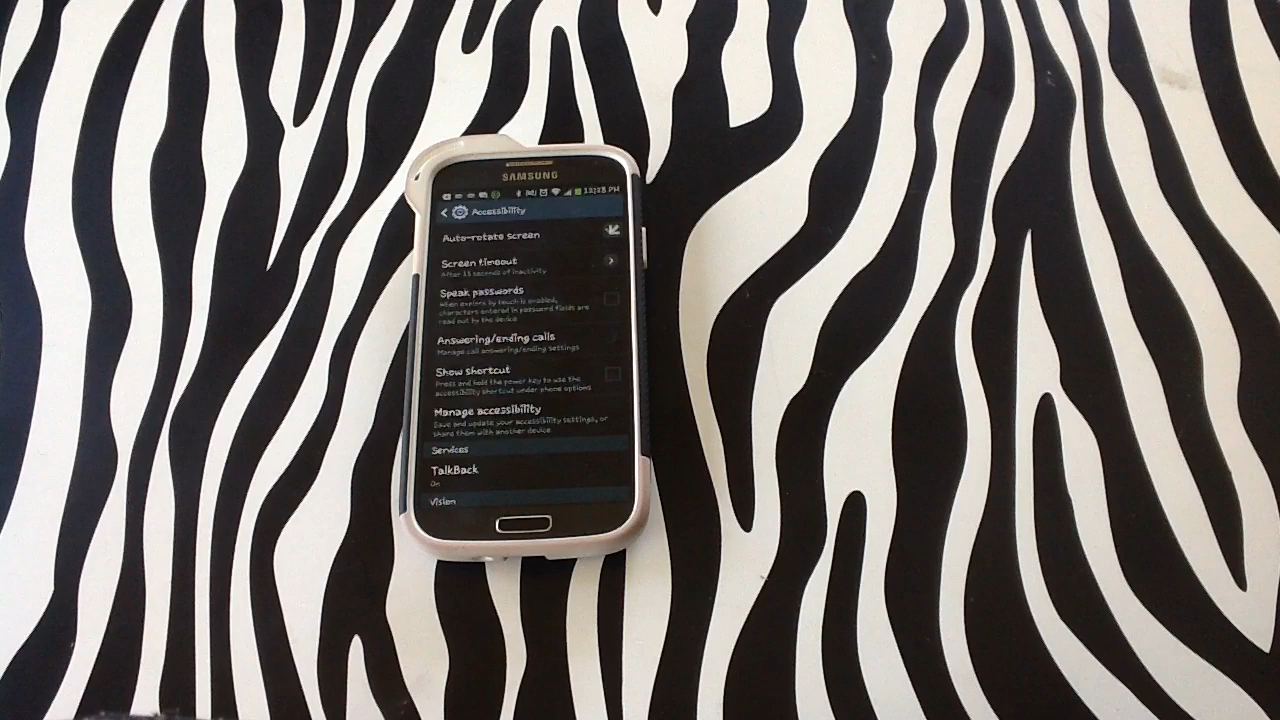 SAMSUNG
Accessibility
Auto-rotate screen
Screen timeout
After 15 seconds of inactivity
Speak passwords
When explore by touch is enabled,
characters entered in password fields are
read out by the device
Answering/ending calls
Manage call answering/ending settings
Show shortcut
Press and hold the power key to use the
accessibility shortcut under phone options
Manage accessibility
Save and update your accessibility settings, or
share them with another device
Services
TalkBack
On
Vision